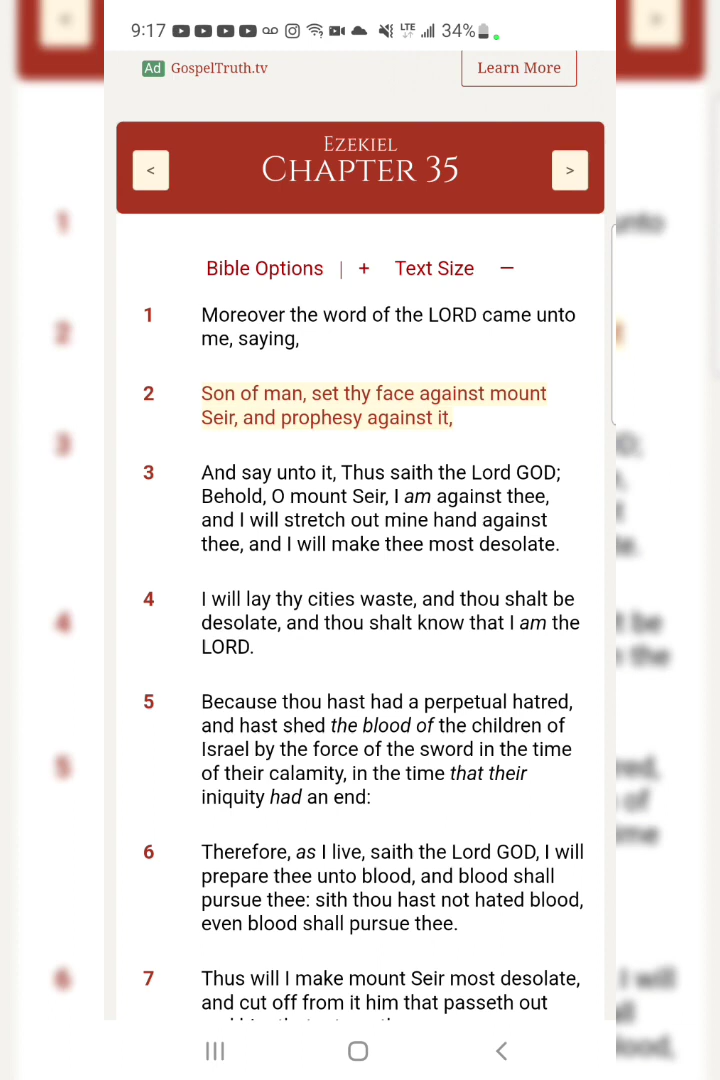 9:17 LTE 34%
Ad GospelTruth.tv Learn More
EZEKIEL
CHAPTER 35
< >
Bible Options | + Text Size −
1 Moreover the word of the LORD came unto
me, saying,
2 Son of man, set thy face against mount
Seir, and prophesy against it,
3 And say unto it, Thus saith the Lord GOD;
Behold, O mount Seir, I am against thee,
and I will stretch out mine hand against
thee, and I will make thee most desolate.
4 I will lay thy cities waste, and thou shalt be
desolate, and thou shalt know that I am the
LORD.
5 Because thou hast had a perpetual hatred,
and hast shed the blood of the children of
Israel by the force of the sword in the time
of their calamity, in the time that their
iniquity had an end:
6 Therefore, as I live, saith the Lord GOD, I will
prepare thee unto blood, and blood shall
pursue thee: sith thou hast not hated blood,
even blood shall pursue thee.
7 Thus will I make mount Seir most desolate,
and cut off from it him that passeth out